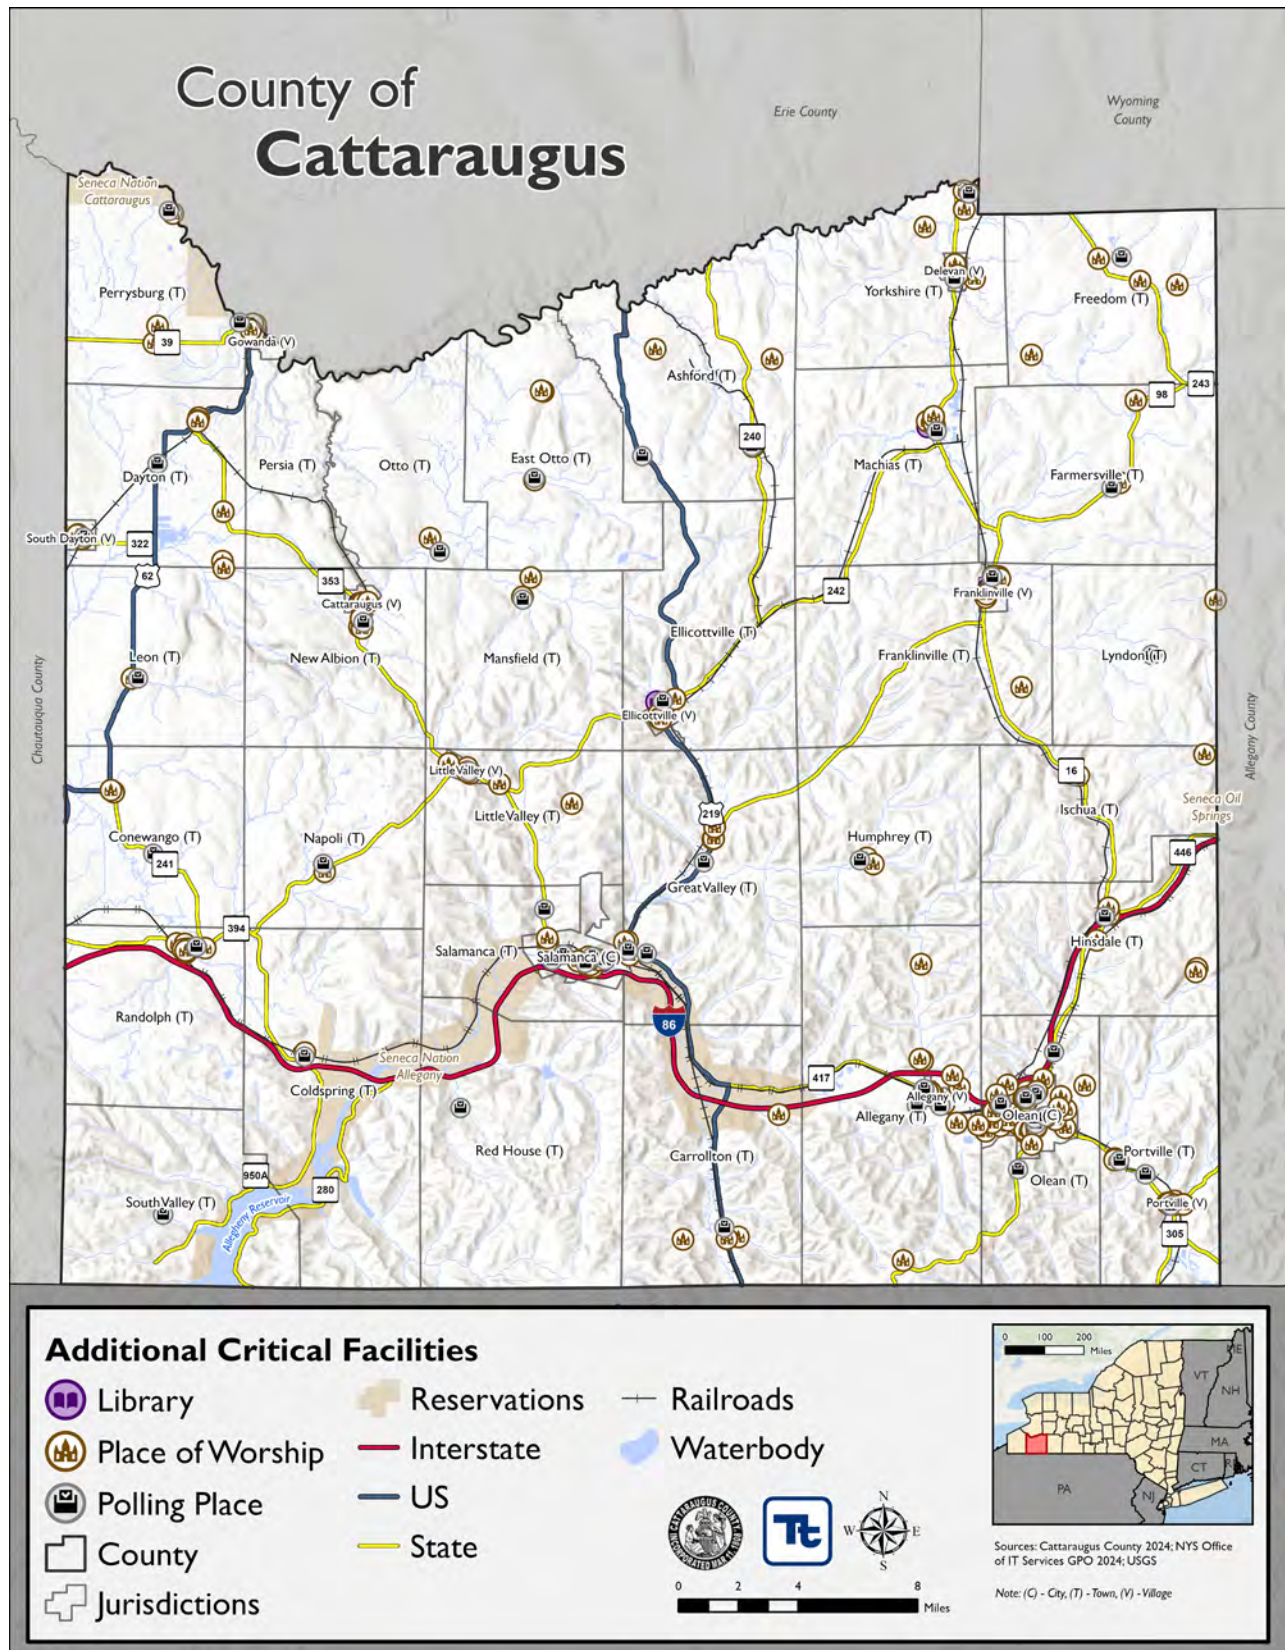 County of
Cattaraugus
Erie County
Wyoming
County
Seneca Nation
Cattaraugus
Perrysburg (T)
39
Gowanda (V)
Delevan (V)
Yorkshire (T)
Freedom (T)
Ashford (T)
98
243
240
Dayton (T)
Persia (T)
Otto (T)
East Otto (T)
Machias (T)
Farmersville (T)
South Dayton (V)
322
62
353
Cattaraugus (V)
242
Franklinville (V)
Leon (T)
New Albion (T)
Mansfield (T)
Ellicottville (T)
Franklinville (T)
Lyndon (T)
Chautauqua County
Allegany County
Ellicottville (V)
Little Valley (V)
16
Ischua (T)
Seneca Oil
Springs
Conewango (T)
241
Napoli (T)
Little Valley (T)
219
Humphrey (T)
446
Great Valley (T)
394
Salamanca (T)
Salamanca (C)
Hinsdale (T)
Randolph (T)
86
Seneca Nation
Allegany
Coldspring (T)
417
Allegany (T)
Allegany (V)
Olean (C)
Red House (T)
Carrollton (T)
Portville (T)
Olean (T)
950A
280
South Valley (T)
Allegheny Reservoir
Portville (V)
305
Additional Critical Facilities
Library
Place of Worship
Polling Place
County
Jurisdictions
Reservations
Interstate
US
State
Railroads
Waterbody
CATTARAUGUS COUNTY,
INCORPORATED MAR 11, 1808
Tt
N
W E
S
0 2 4 8
Miles
0 100 200
Miles
ME
VT
NH
MA
CT
RI
PA
NJ
Sources: Cattaraugus County 2024; NYS Office
of IT Services GPO 2024; USGS
Note: (C) - City, (T) - Town, (V) - Village